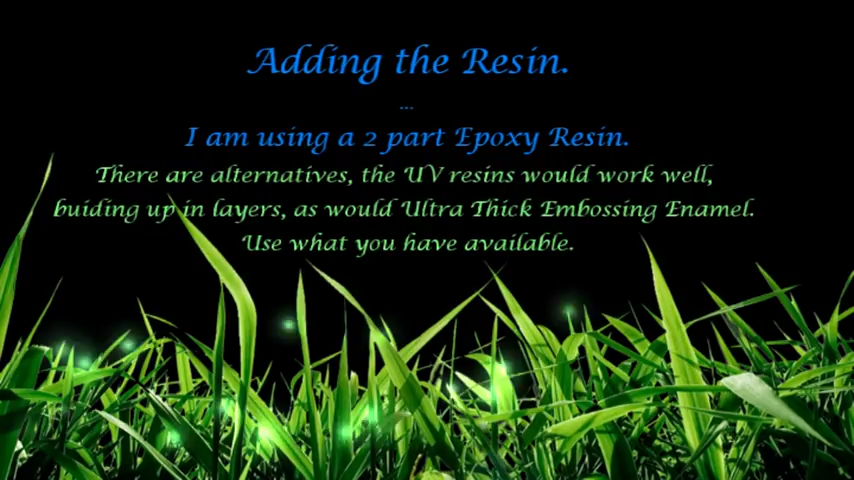 Adding the Resin.
...
I am using a 2 part Epoxy Resin.
There are alternatives, the UV resins would work well,
buiding up in layers, as would Ultra Thick Embossing Enamel.
Use what you have available.